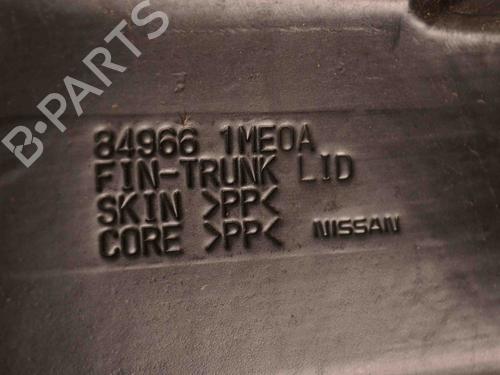 B-PARTS
84966 1ME0A
FIN-TRUNK LID
SKIN >PP<
CORE >PP< NISSAN